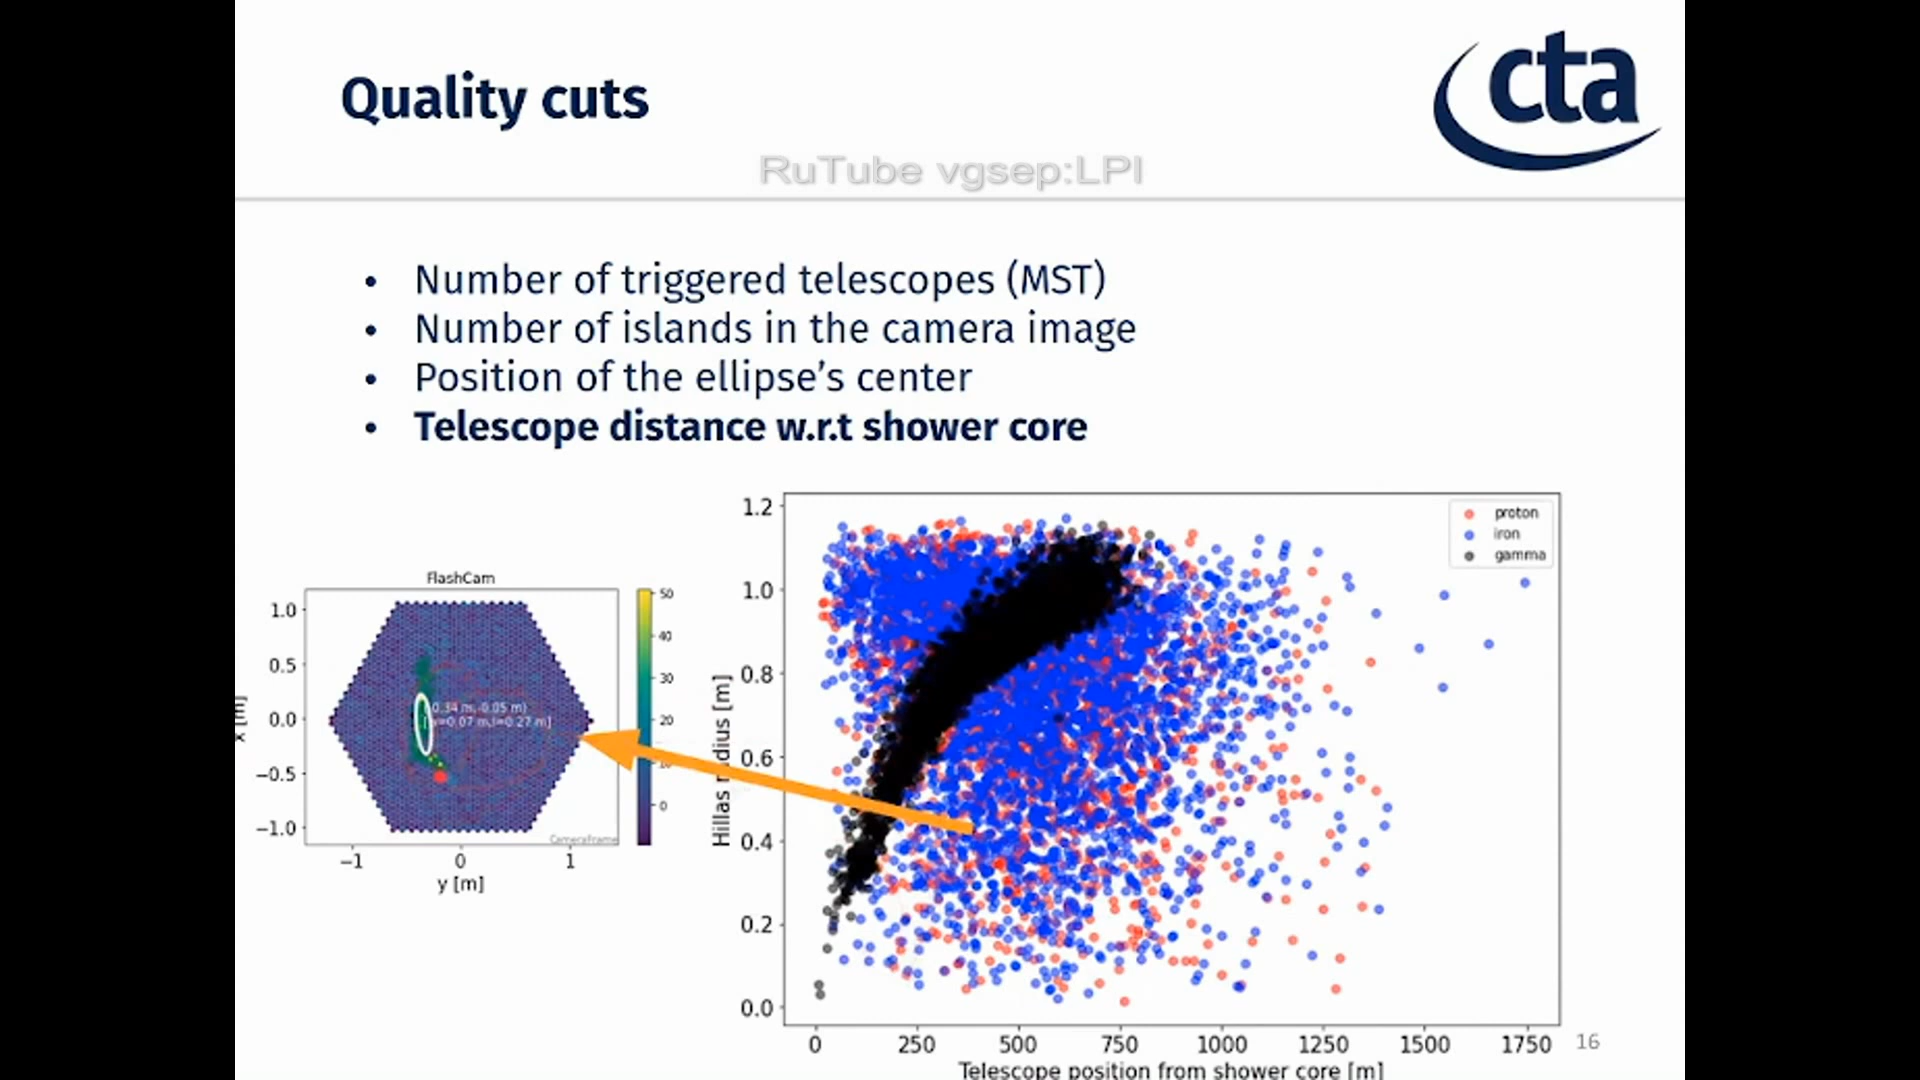 Quality cuts
cta
RuTube vgsep:LPI
• Number of triggered telescopes (MST)
• Number of islands in the camera image
• Position of the ellipse's center
• Telescope distance w.r.t shower core
FlashCam
1.0
0.5
0.0
−0.5
−1.0
x [m]
−1 0 1
y [m]
50
40
30
20
0
CameraFrame
1.2
1.0
0.8
0.6
0.4
0.2
0.0
proton
iron
gamma
0 250 500 750 1000 1250 1500 1750
Telescope position from shower core [m]
16